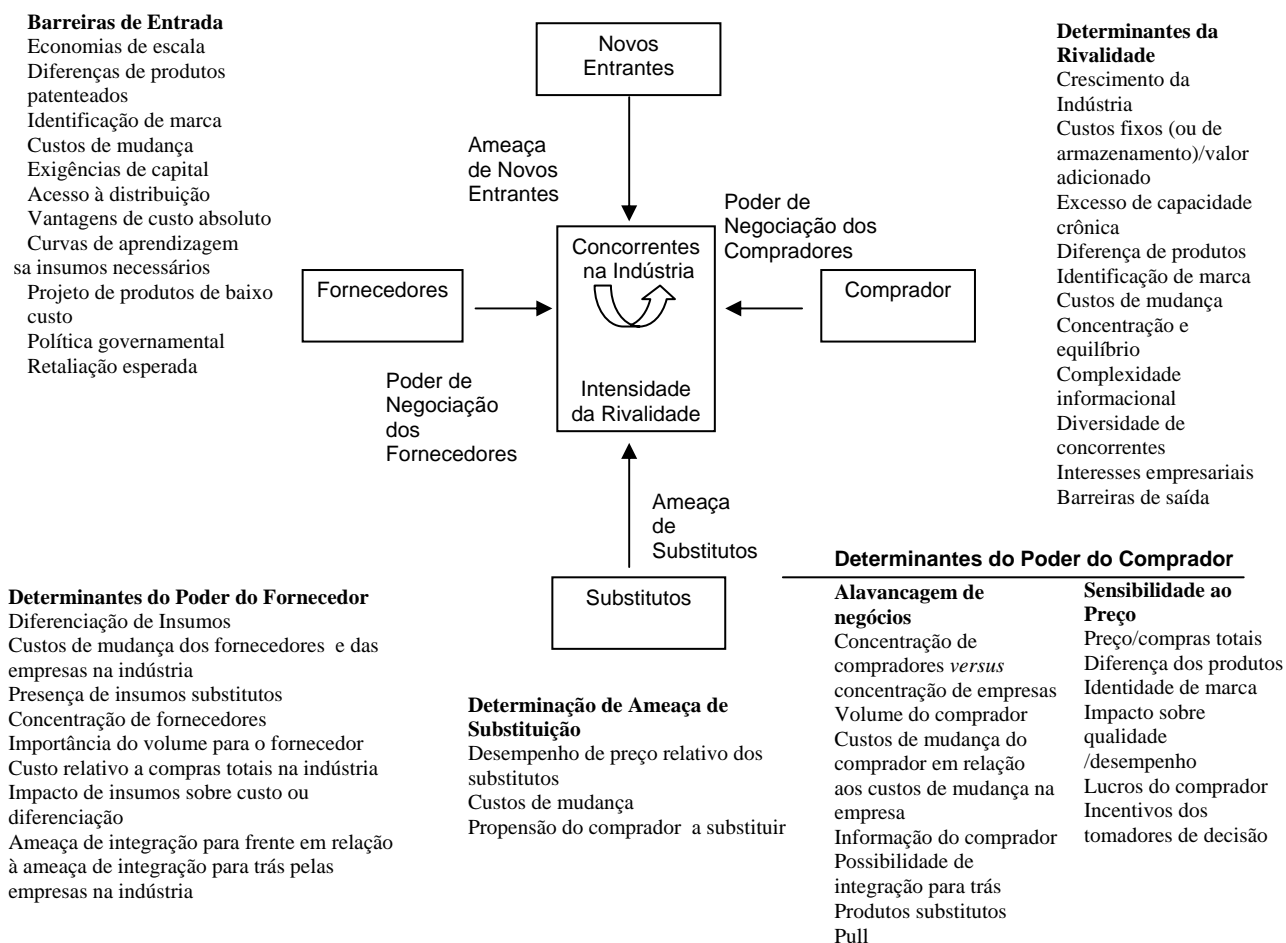 Barreiras de Entrada
Economias de escala
Diferenças de produtos
patenteados
Identificação de marca
Custos de mudança
Exigências de capital
Acesso à distribuição
Vantagens de custo absoluto
Curvas de aprendizagem
sa insumos necessários
Projeto de produtos de baixo
custo
Política governamental
Retaliação esperada
Novos
Entrantes
Ameaça
de Novos
Entrantes
Determinantes da
Rivalidade
Crescimento da
Indústria
Custos fixos (ou de
armazenamento)/valor
adicionado
Excesso de capacidade
crônica
Diferença de produtos
Identificação de marca
Custos de mudança
Concentração e
equilíbrio
Complexidade
informacional
Diversidade de
concorrentes
Interesses empresariais
Barreiras de saída
Poder de
Negociação dos
Compradores
Fornecedores
Concorrentes
na Indústria
Intensidade
da Rivalidade
Comprador
Poder de
Negociação
dos
Fornecedores
Ameaça
de
Substitutos
Substitutos
Determinantes do Poder do Fornecedor
Diferenciação de Insumos
Custos de mudança dos fornecedores e das
empresas na indústria
Presença de insumos substitutos
Concentração de fornecedores
Importância do volume para o fornecedor
Custo relativo a compras totais na indústria
Impacto de insumos sobre custo ou
diferenciação
Ameaça de integração para frente em relação
à ameaça de integração para trás pelas
empresas na indústria
Determinação de Ameaça de
Substituição
Desempenho de preço relativo dos
substitutos
Custos de mudança
Propensão do comprador a substituir
Determinantes do Poder do Comprador
Alavancagem de
negócios
Concentração de
compradores versus
concentração de empresas
Volume do comprador
Custos de mudança do
comprador em relação
aos custos de mudança na
empresa
Informação do comprador
Possibilidade de
integração para trás
Produtos substitutos
Pull
Sensibilidade ao
Preço
Preço/compras totais
Diferença dos produtos
Identidade de marca
Impacto sobre
qualidade
/desempenho
Lucros do comprador
Incentivos dos
tomadores de decisão